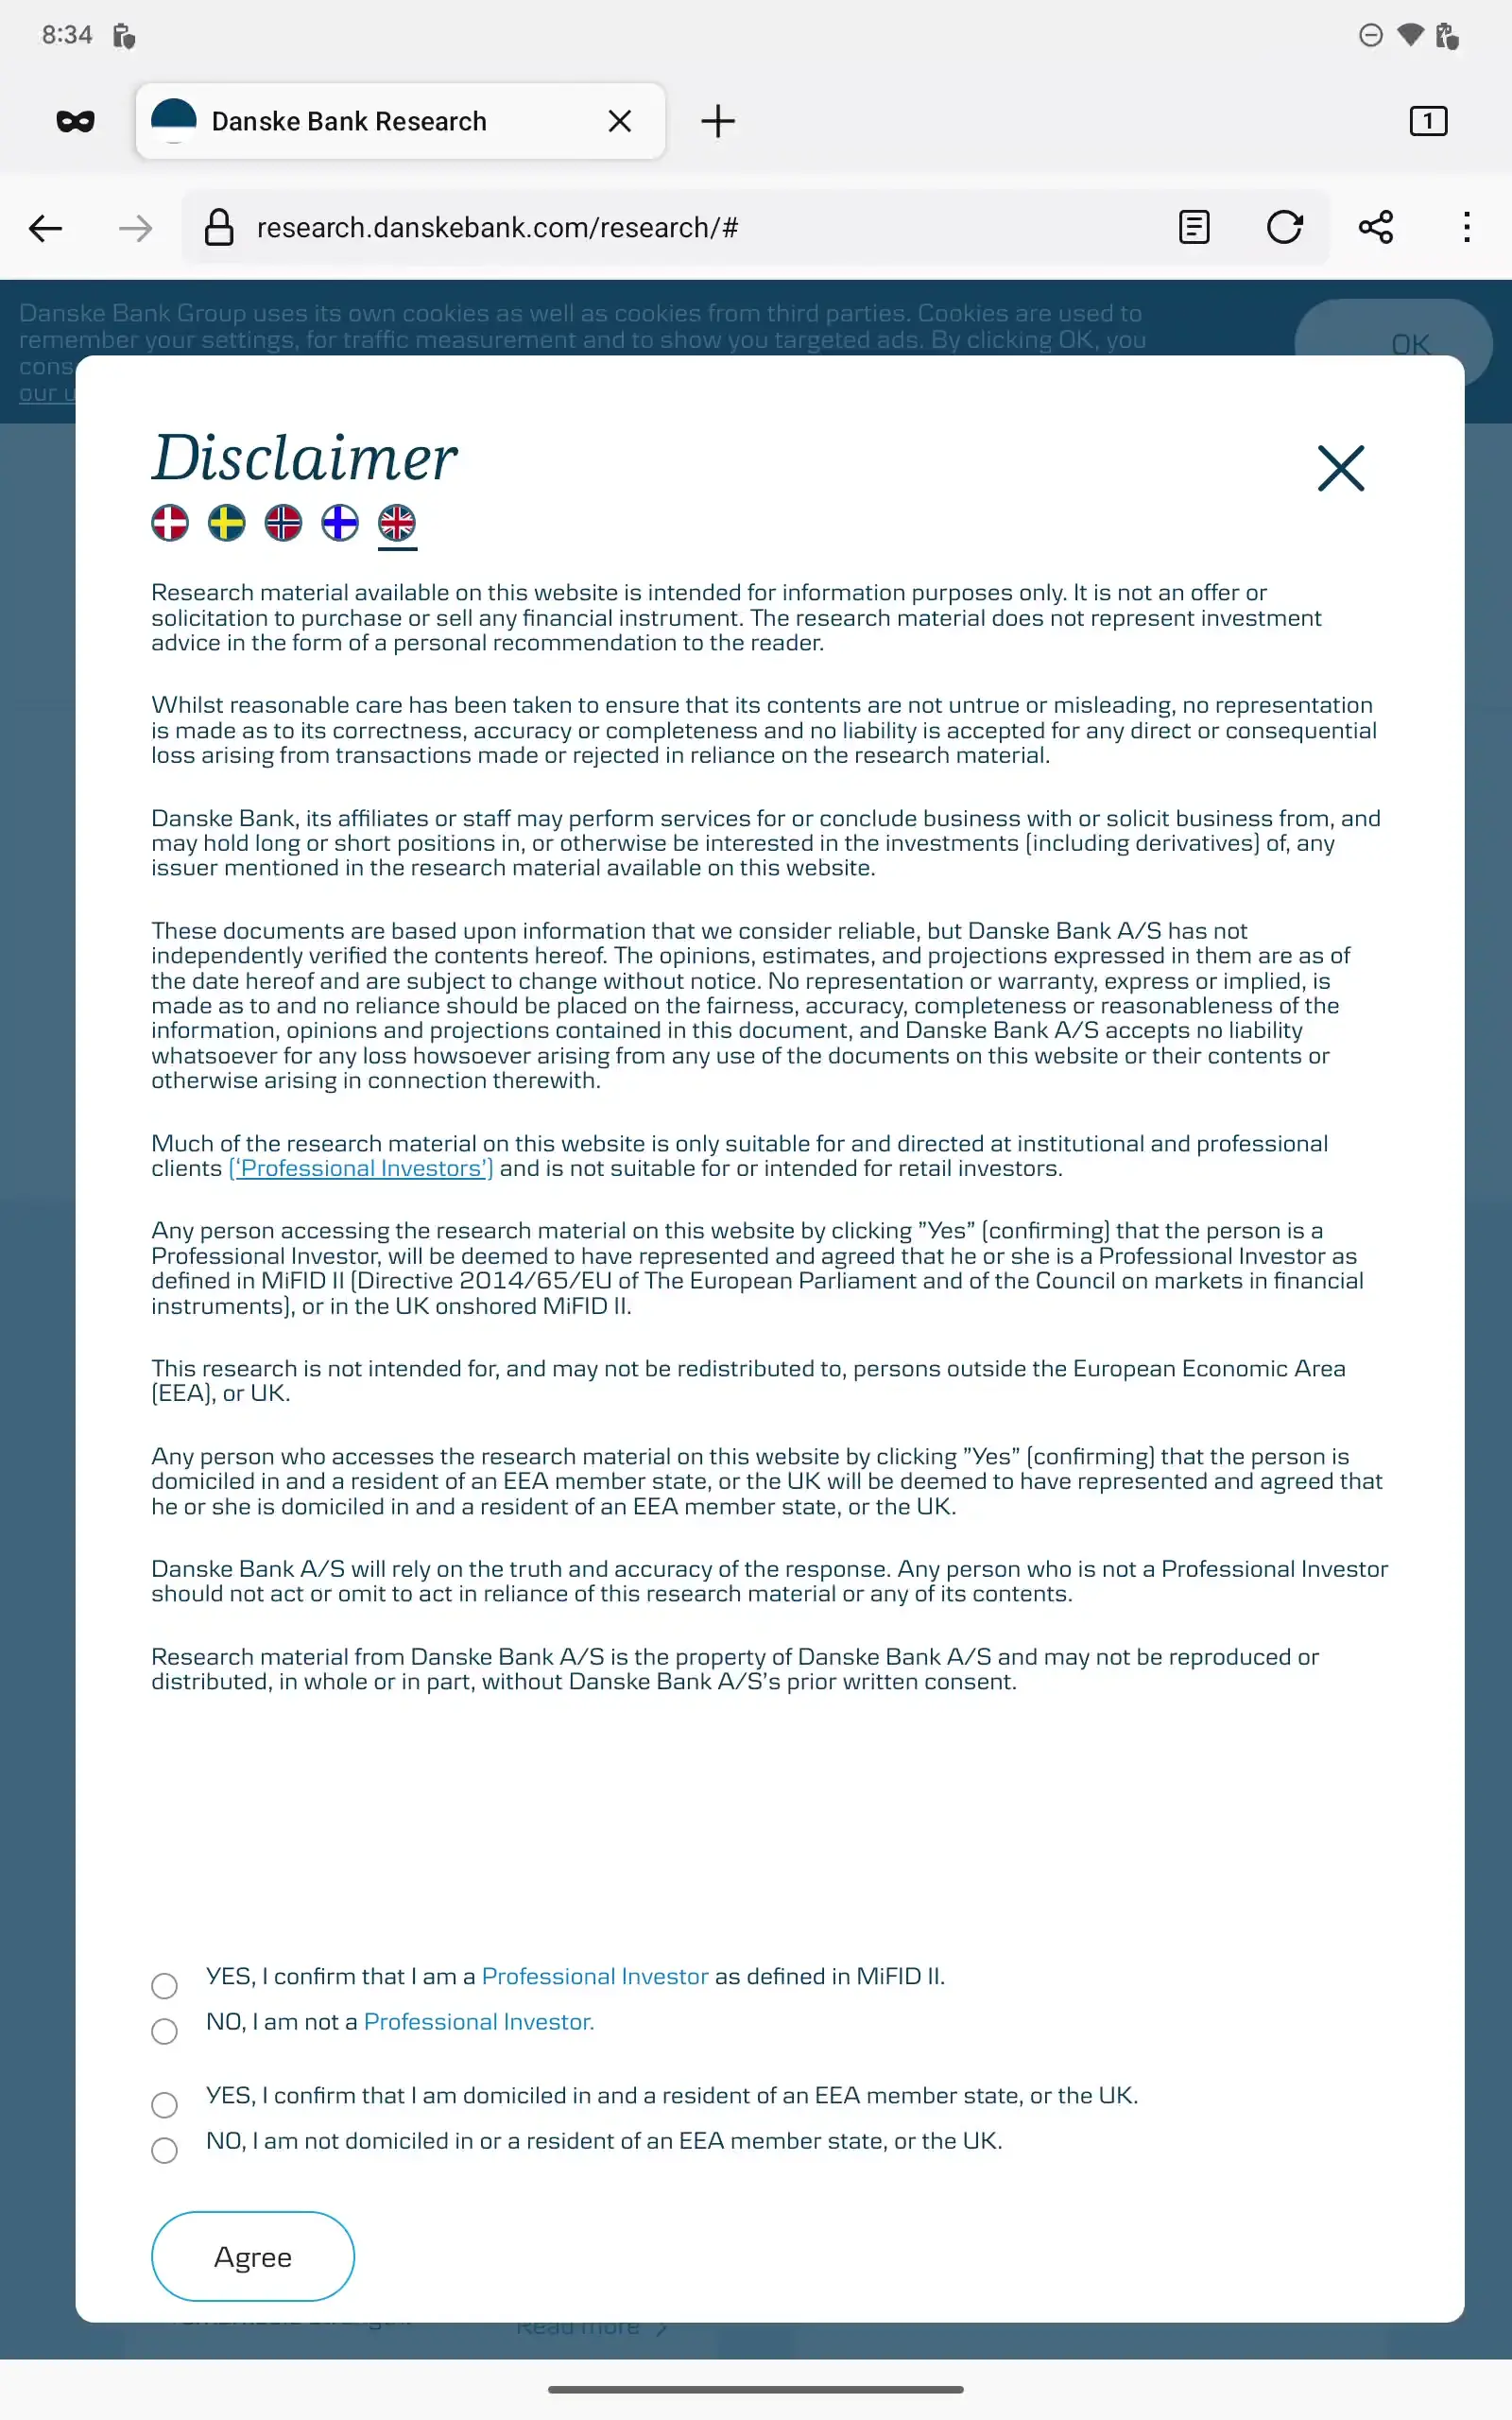 8:34
Danske Bank Research
1
research.danskebank.com/research/#
Danske Bank Group uses its own cookies as well as cookies from third parties. Cookies are used to
remember your settings, for traffic measurement and to show you targeted ads. By clicking OK, you
OK
cons
our u
Disclaimer
Research material available on this website is intended for information purposes only. It is not an offer or
solicitation to purchase or sell any financial instrument. The research material does not represent investment
advice in the form of a personal recommendation to the reader.
Whilst reasonable care has been taken to ensure that its contents are not untrue or misleading, no representation
is made as to its correctness, accuracy or completeness and no liability is accepted for any direct or consequential
loss arising from transactions made or rejected in reliance on the research material.
Danske Bank, its affiliates or staff may perform services for or conclude business with or solicit business from, and
may hold long or short positions in, or otherwise be interested in the investments (including derivatives) of, any
issuer mentioned in the research material available on this website.
These documents are based upon information that we consider reliable, but Danske Bank A/S has not
independently verified the contents hereof. The opinions, estimates, and projections expressed in them are as of
the date hereof and are subject to change without notice. No representation or warranty, express or implied, is
made as to and no reliance should be placed on the fairness, accuracy, completeness or reasonableness of the
information, opinions and projections contained in this document, and Danske Bank A/S accepts no liability
whatsoever for any loss howsoever arising from any use of the documents on this website or their contents or
otherwise arising in connection therewith.
Much of the research material on this website is only suitable for and directed at institutional and professional
clients (‘Professional Investors’) and is not suitable for or intended for retail investors.
Any person accessing the research material on this website by clicking ”Yes” (confirming) that the person is a
Professional Investor, will be deemed to have represented and agreed that he or she is a Professional Investor as
defined in MiFID II (Directive 2014/65/EU of The European Parliament and of the Council on markets in financial
instruments), or in the UK onshored MiFID II.
This research is not intended for, and may not be redistributed to, persons outside the European Economic Area
(EEA), or UK.
Any person who accesses the research material on this website by clicking ”Yes” (confirming) that the person is
domiciled in and a resident of an EEA member state, or the UK will be deemed to have represented and agreed that
he or she is domiciled in and a resident of an EEA member state, or the UK.
Danske Bank A/S will rely on the truth and accuracy of the response. Any person who is not a Professional Investor
should not act or omit to act in reliance of this research material or any of its contents.
Research material from Danske Bank A/S is the property of Danske Bank A/S and may not be reproduced or
distributed, in whole or in part, without Danske Bank A/S’s prior written consent.
YES, I confirm that I am a Professional Investor as defined in MiFID II.
NO, I am not a Professional Investor.
YES, I confirm that I am domiciled in and a resident of an EEA member state, or the UK.
NO, I am not domiciled in or a resident of an EEA member state, or the UK.
Agree
Read more